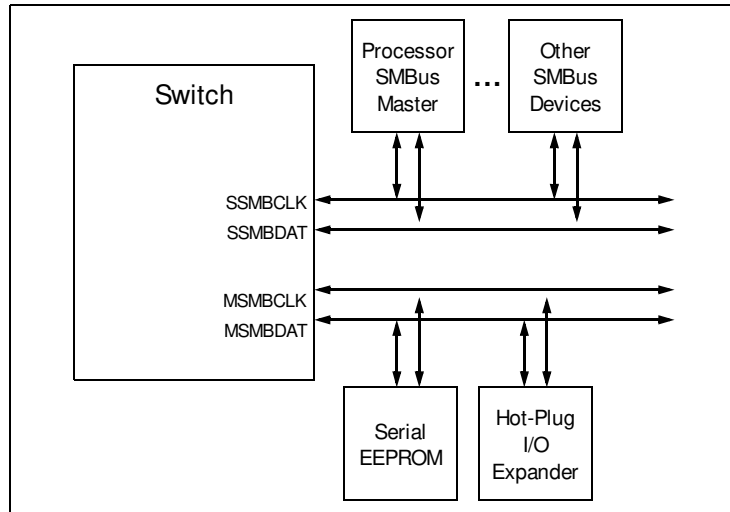 Processor
SMBus
Master
...
Other
SMBus
Devices
Switch
SSMBCLK
SSMBDAT
MSMBCLK
MSMBDAT
Serial
EEPROM
Hot-Plug
I/O
Expander